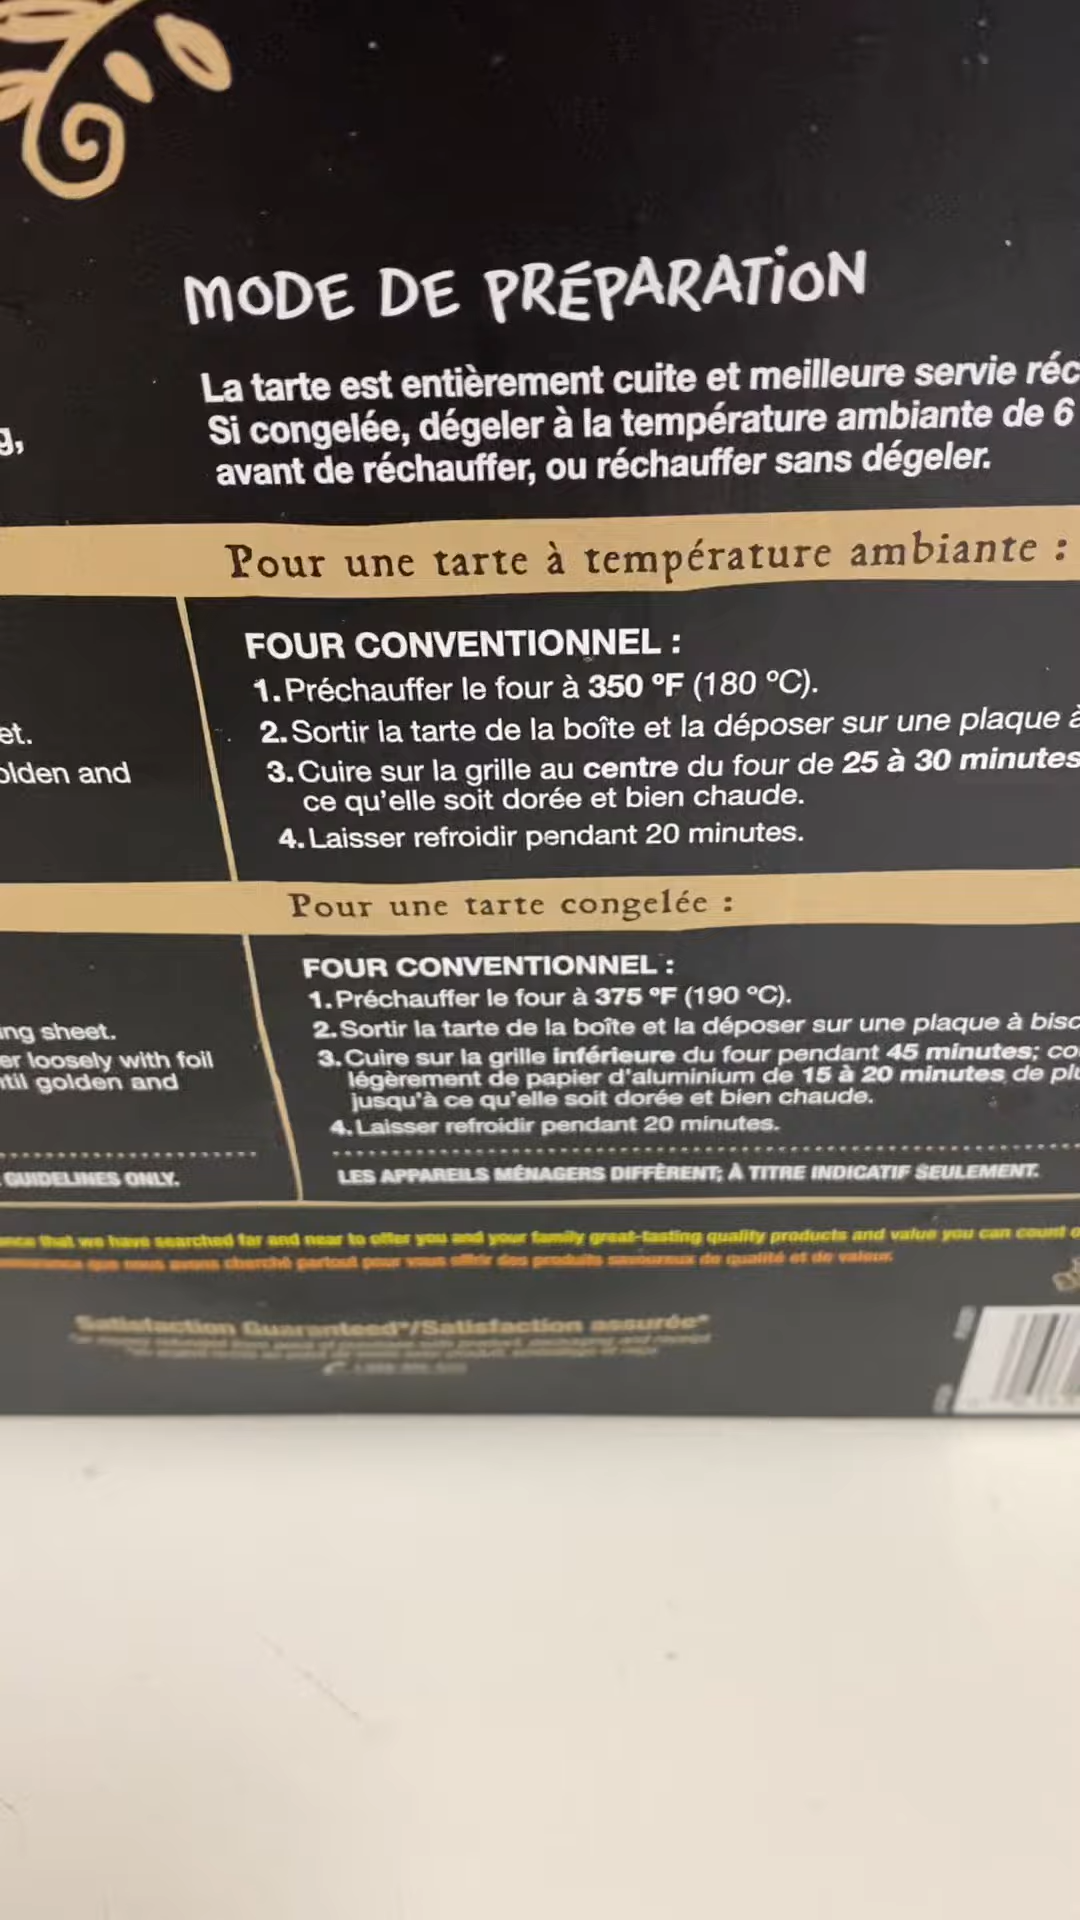 MODE DE PRÉPARATION
La tarte est entièrement cuite et meilleure servie réc
g,
Si congelée, dégeler à la température ambiante de 6
avant de réchauffer, ou réchauffer sans dégeler.
Pour une tarte à température ambiante :
FOUR CONVENTIONNEL :
1. Préchauffer le four à 350 °F (180 °C).
et.
2. Sortir la tarte de la boîte et la déposer sur une plaque à
olden and
3. Cuire sur la grille au centre du four de 25 à 30 minutes
ce qu'elle soit dorée et bien chaude.
4. Laisser refroidir pendant 20 minutes.
Pour une tarte congelée :
FOUR CONVENTIONNEL :
1. Préchauffer le four à 375 °F (190 °C).
ing sheet.
2. Sortir la tarte de la boîte et la déposer sur une plaque à bisc
er loosely with foil
3. Cuire sur la grille inférieure du four pendant 45 minutes; co
ntil golden and
légèrement de papier d'aluminium de 15 à 20 minutes de plu
jusqu'à ce qu'elle soit dorée et bien chaude.
4. Laisser refroidir pendant 20 minutes.
GUIDELINES ONLY.
LES APPAREILS MÉNAGERS DIFFÈRENT; À TITRE INDICATIF SEULEMENT.
that we have searched far and near to offer you and your family great-tasting quality products and value you can count o
que nous avons cherché partout pour vous offrir des produits savoureux de qualité et de valeur.
Satisfaction Guaranteed*/Satisfaction assurée*